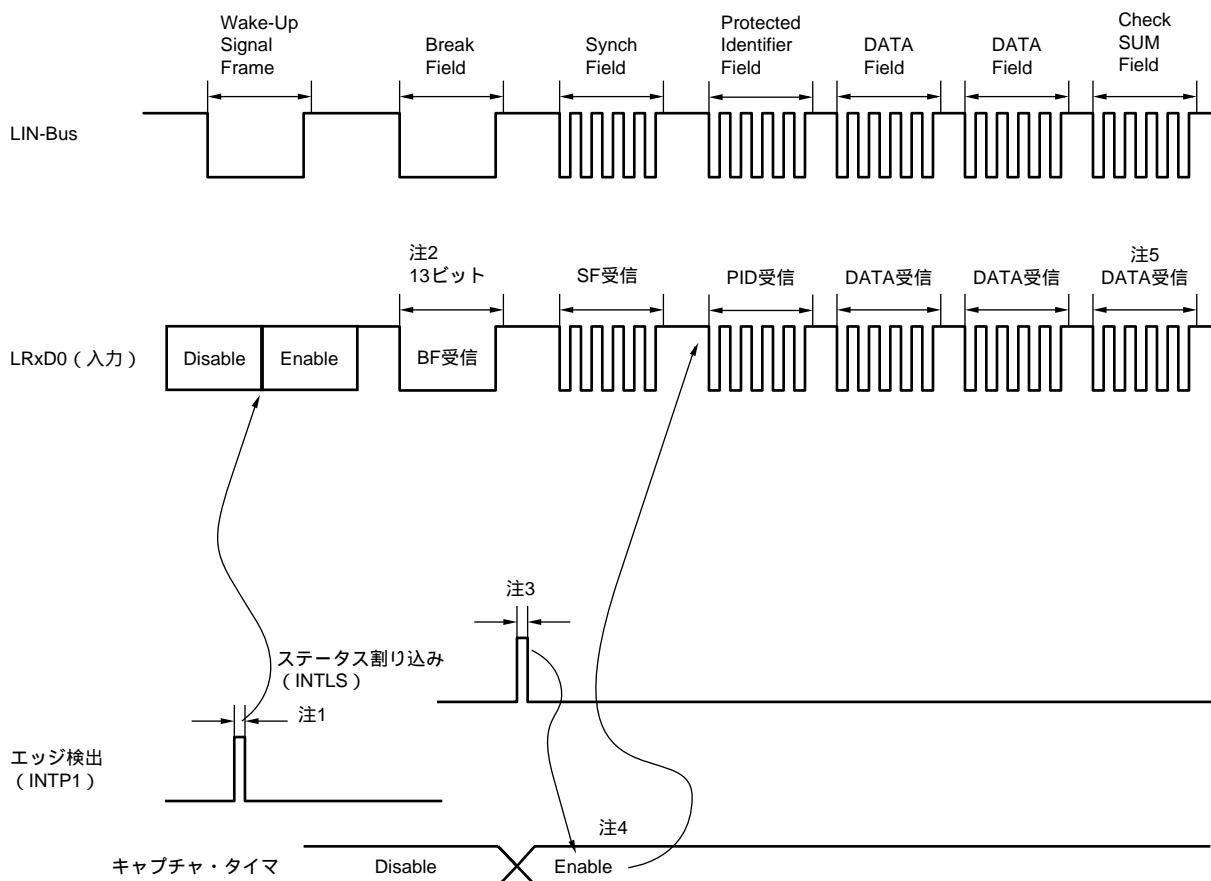 Wake-Up
Signal
Frame
Break
Field
Synch
Field
Protected
Identifier
Field
DATA
Field
DATA
Field
Check
SUM
Field
LIN-Bus
注2
13ビット
SF受信
PID受信
DATA受信
DATA受信
注5
DATA受信
LRxD0（入力）
Disable
Enable
BF受信
注3
ステータス割り込み
（INTLS）
注1
エッジ検出
（INTP1）
注4
キャプチャ・タイマ
Disable
Enable